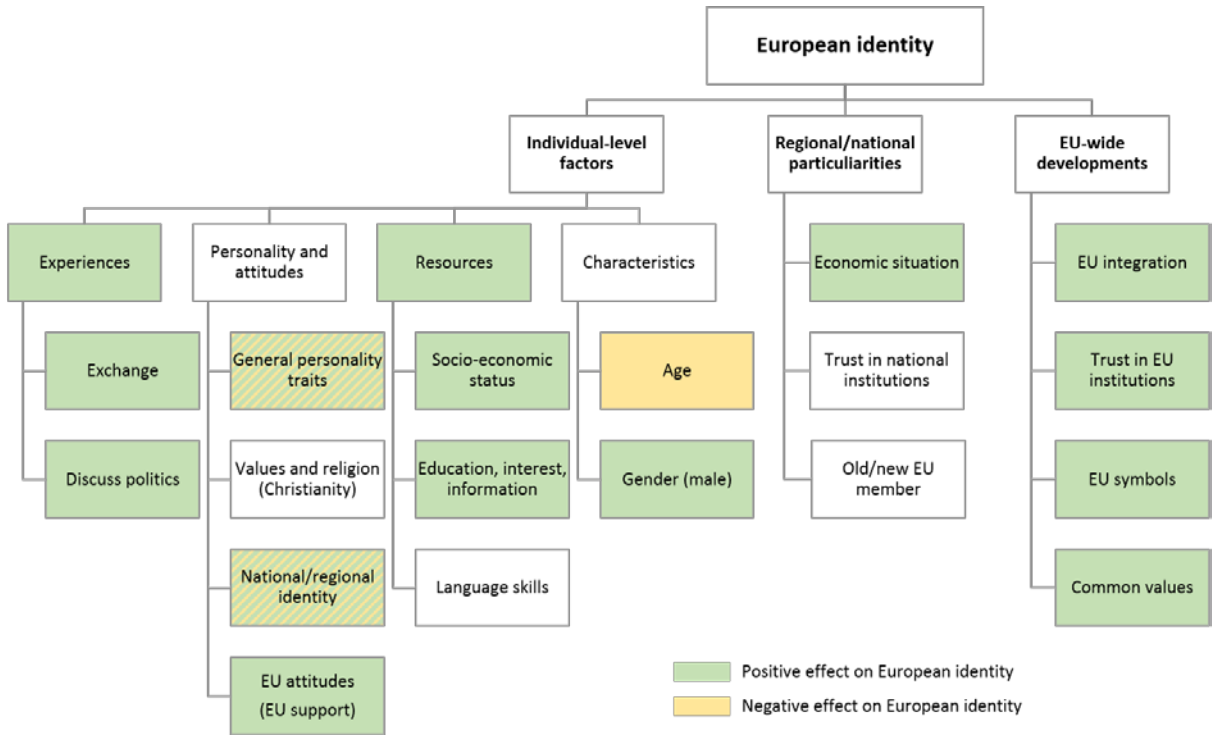 European identity
Individual-level
factors
Regional/national
particuliarities
EU-wide
developments
Experiences
Personality and
attitudes
Resources
Characteristics
Economic situation
EU integration
Exchange
General personality
traits
Socio-economic
status
Age
Trust in national
institutions
Trust in EU
institutions
Discuss politics
Values and religion
(Christianity)
Education, interest,
information
Gender (male)
Old/new EU
member
EU symbols
National/regional
identity
Language skills
Common values
EU attitudes
(EU support)
Positive effect on European identity
Negative effect on European identity